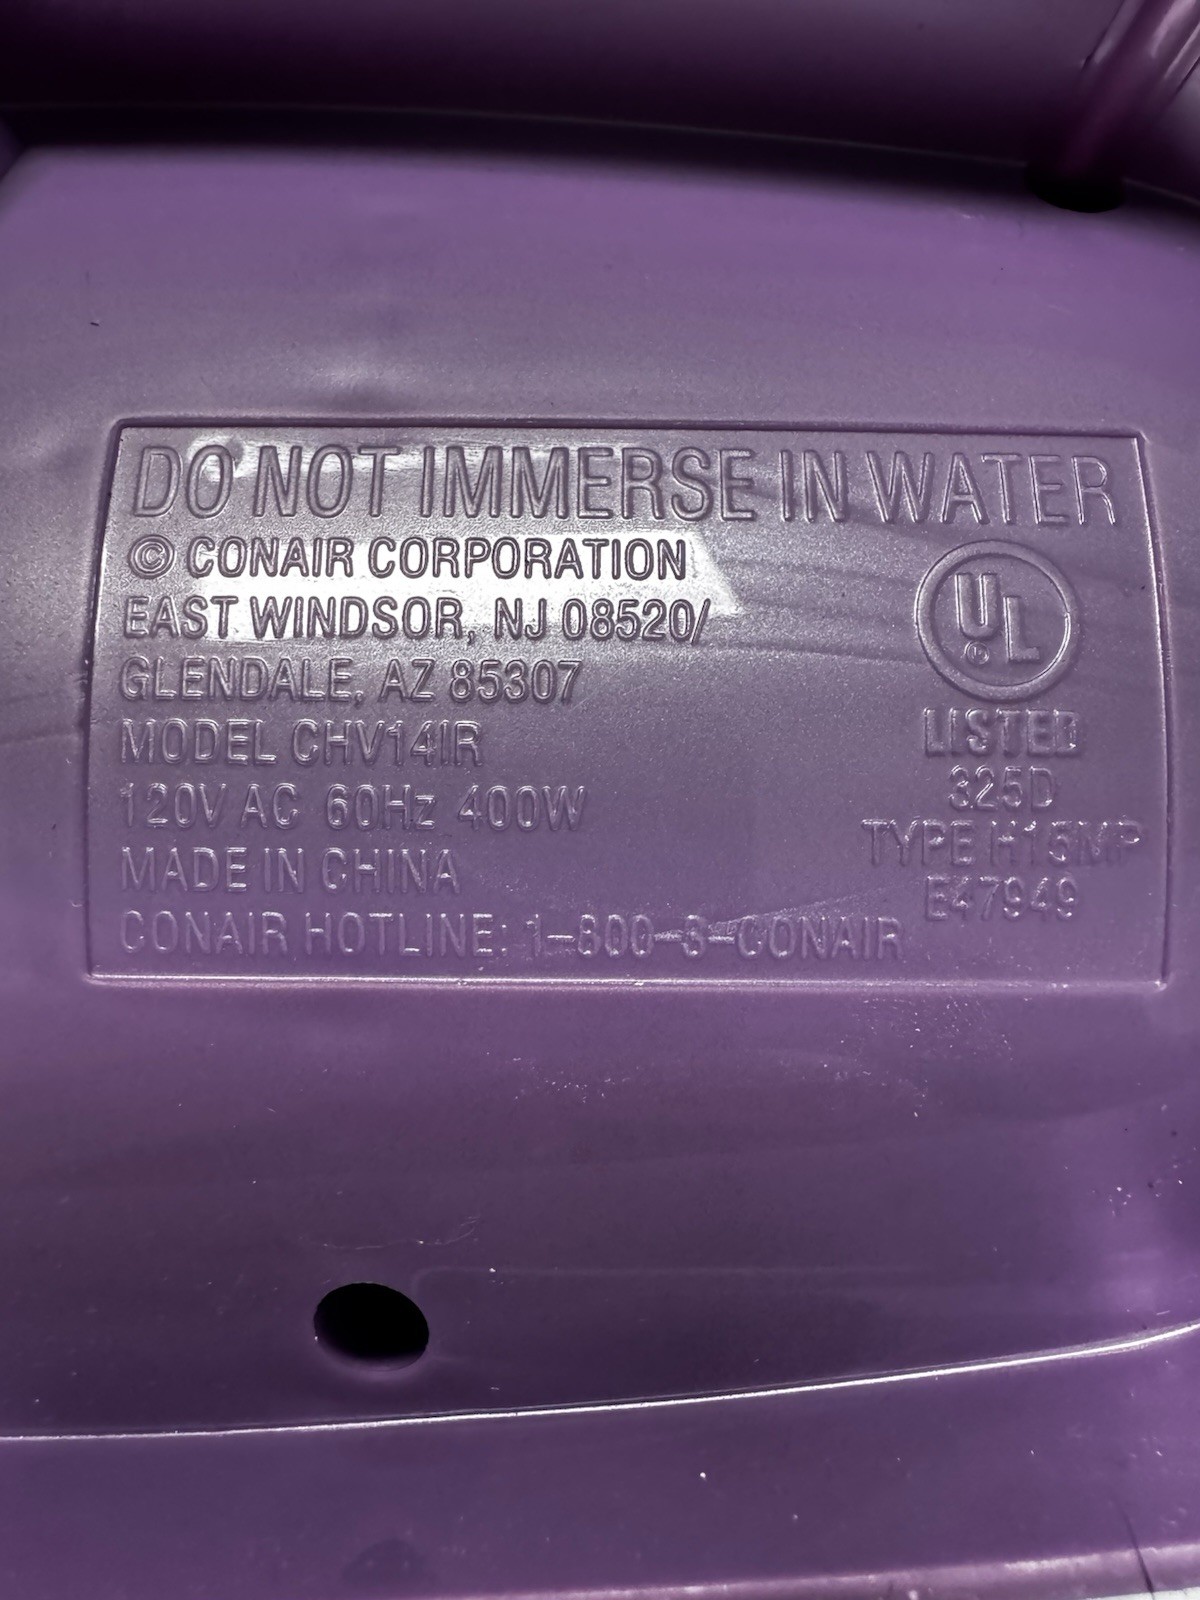 DO NOT IMMERSE IN WATER
© CONAIR CORPORATION
EAST WINDSOR, NJ 08520/
GLENDALE, AZ 85307
MODEL CHV14IR
120V AC 60Hz 400W
MADE IN CHINA
CONAIR HOTLINE: 1-800-3-CONAIR
UL
®
LISTED
325D
TYPE H15MP
E47949